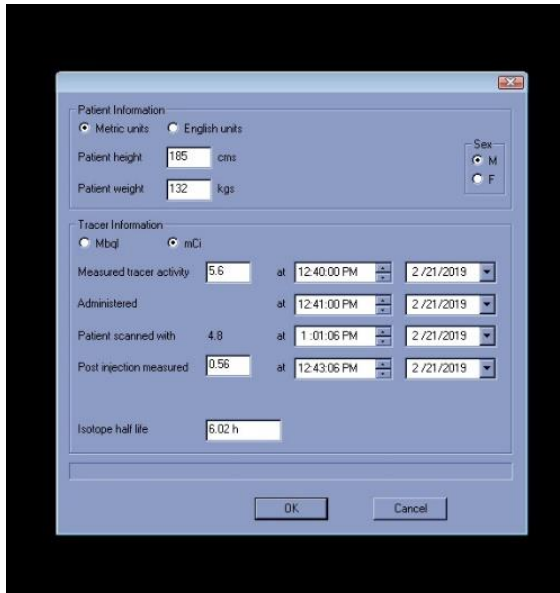 Patient Information
Metric units English units
Patient height 185 cms
Patient weight 132 kgs
Sex
M
F
Tracer Information
Mbql mCi
Measured tracer activity 5.6 at 12:40:00 PM 2 /21/2019
Administered at 12:41:00 PM 2 /21/2019
Patient scanned with 4.8 at 1 :01:06 PM 2 /21/2019
Post injection measured 0.56 at 12:43:06 PM 2 /21/2019
Isotope half life 6.02 h
OK Cancel